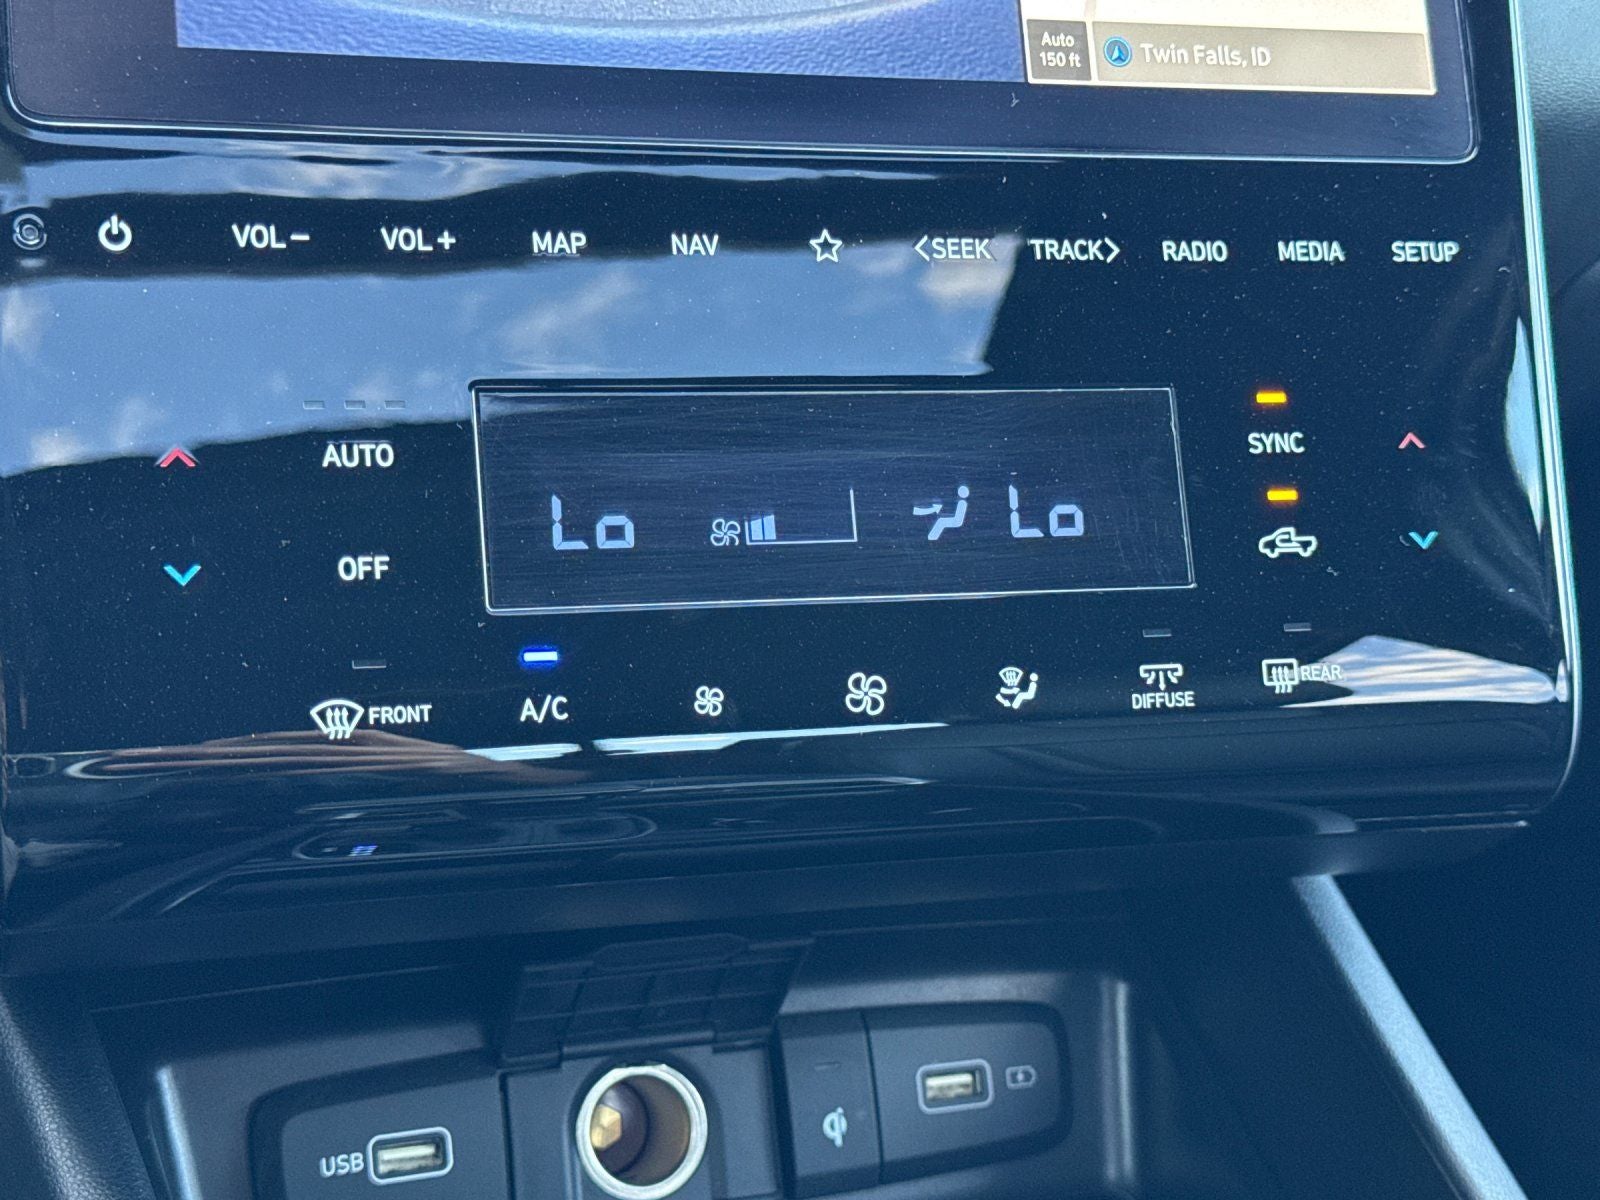 Auto
150 ft
Twin Falls, ID
VOL− VOL+ MAP NAV <SEEK TRACK> RADIO MEDIA SETUP
AUTO
SYNC
Lo Lo
OFF
FRONT A/C DIFFUSE REAR
USB